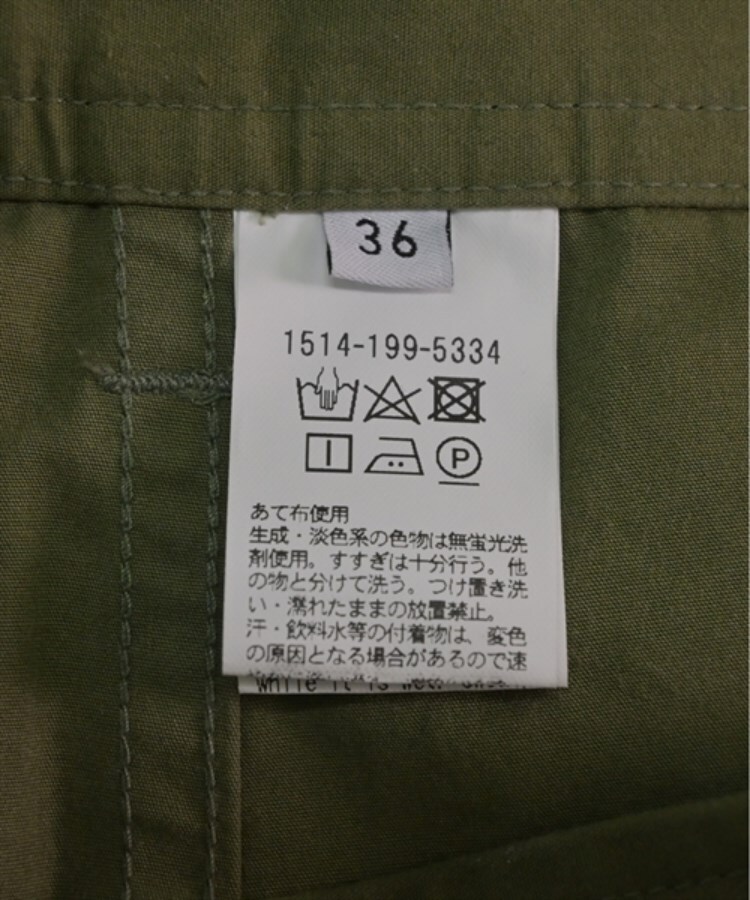 36
1514-199-5334
P
あて布使用
生成・淡色系の色物は無蛍光洗
剤使用。すすぎは十分行う。他
の物と分けて洗う。つけ置き洗
い・濡れたままの放置禁止。
汗・飲料水等の付着物は、変色
の原因となる場合があるので速
while it is wet.